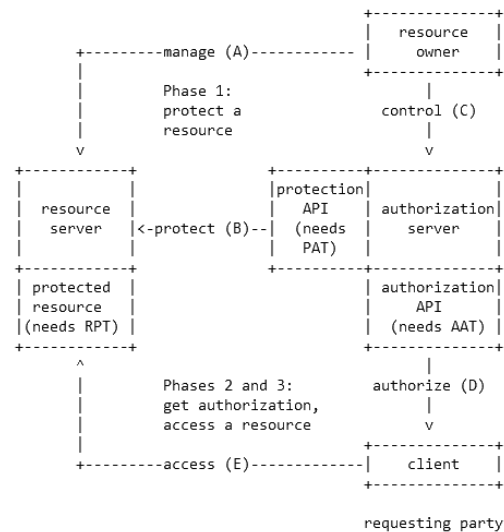 resource
owner
manage (A)
Phase 1:
protect a
resource
control (C)
resource
server
<-protect (B)--
protection
API
(needs
PAT)
authorization
server
protected
resource
(needs RPT)
authorization
API
(needs AAT)
Phases 2 and 3:
get authorization,
access a resource
authorize (D)
access (E)
client
requesting party